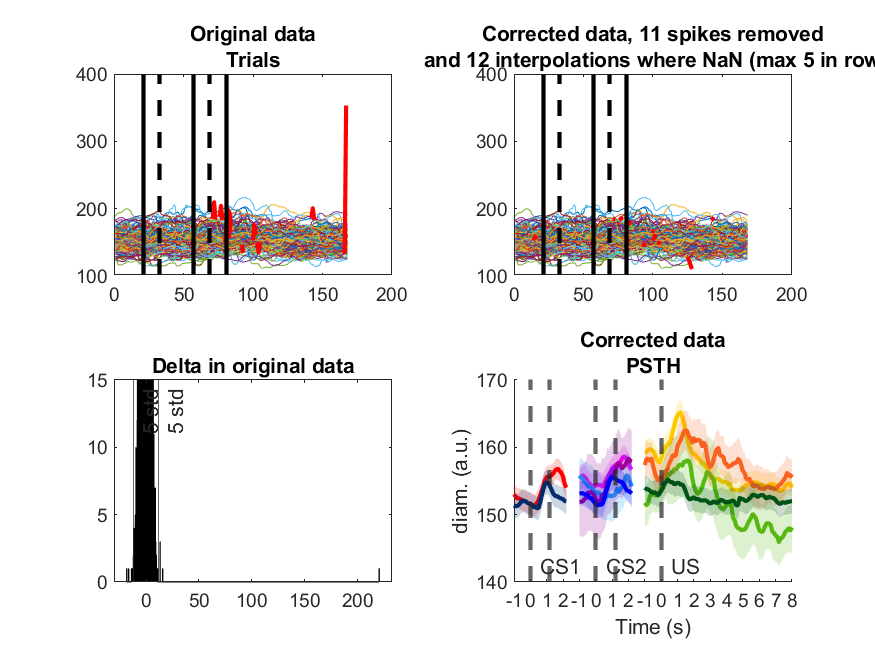 Original data
Trials
400
300
200
100
0 50 100 150 200
Corrected data, 11 spikes removed
and 12 interpolations where NaN (max 5 in row
400
300
200
100
0 50 100 150 200
Delta in original data
15
10
5
0
5 std
5 std
0 50 100 150 200
Corrected data
PSTH
diam. (a.u.)
170
160
150
140
CS1 CS2 US
-1 0 1 2 -1 0 1 2 -1 0 1 2 3 4 5 6 7 8
Time (s)